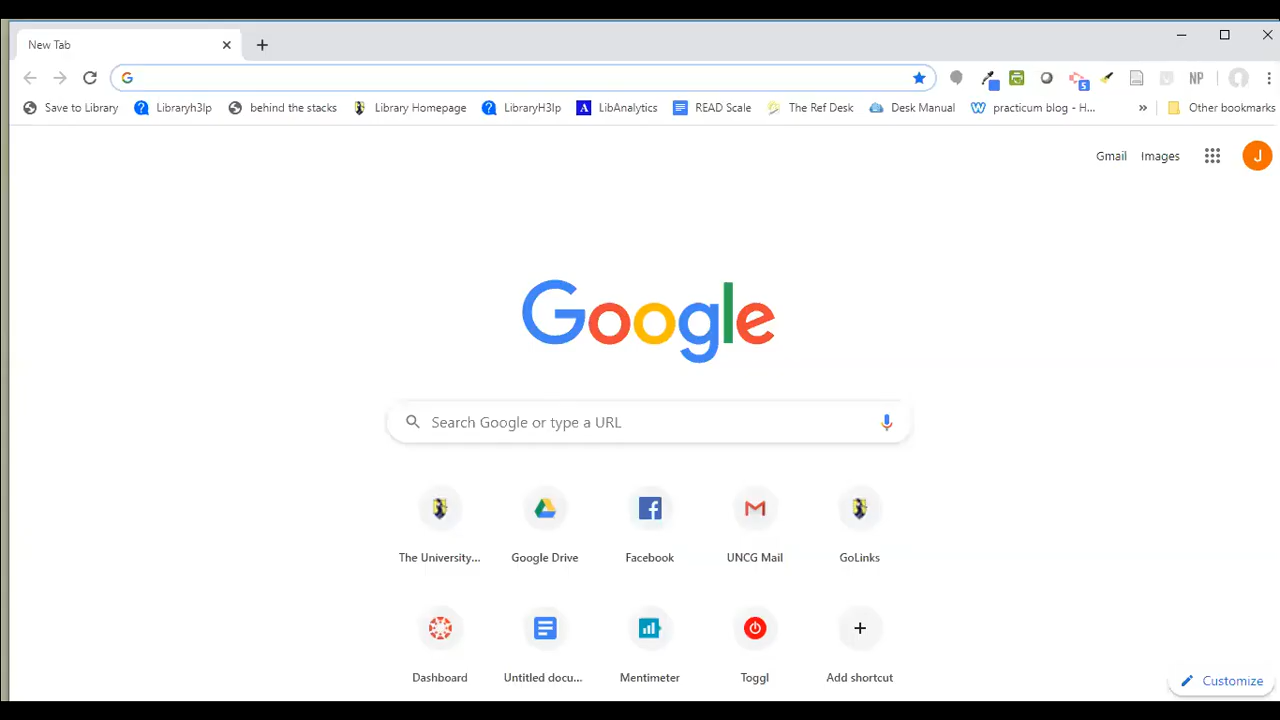 New Tab
Save to Library Libraryh3lp behind the stacks Library Homepage LibraryH3lp LibAnalytics READ Scale The Ref Desk Desk Manual practicum blog - H... » Other bookmarks
5
NP
Gmail Images J
Google
Search Google or type a URL
The University... Google Drive Facebook UNCG Mail GoLinks
Dashboard Untitled docu... Mentimeter Toggl Add shortcut
Customize